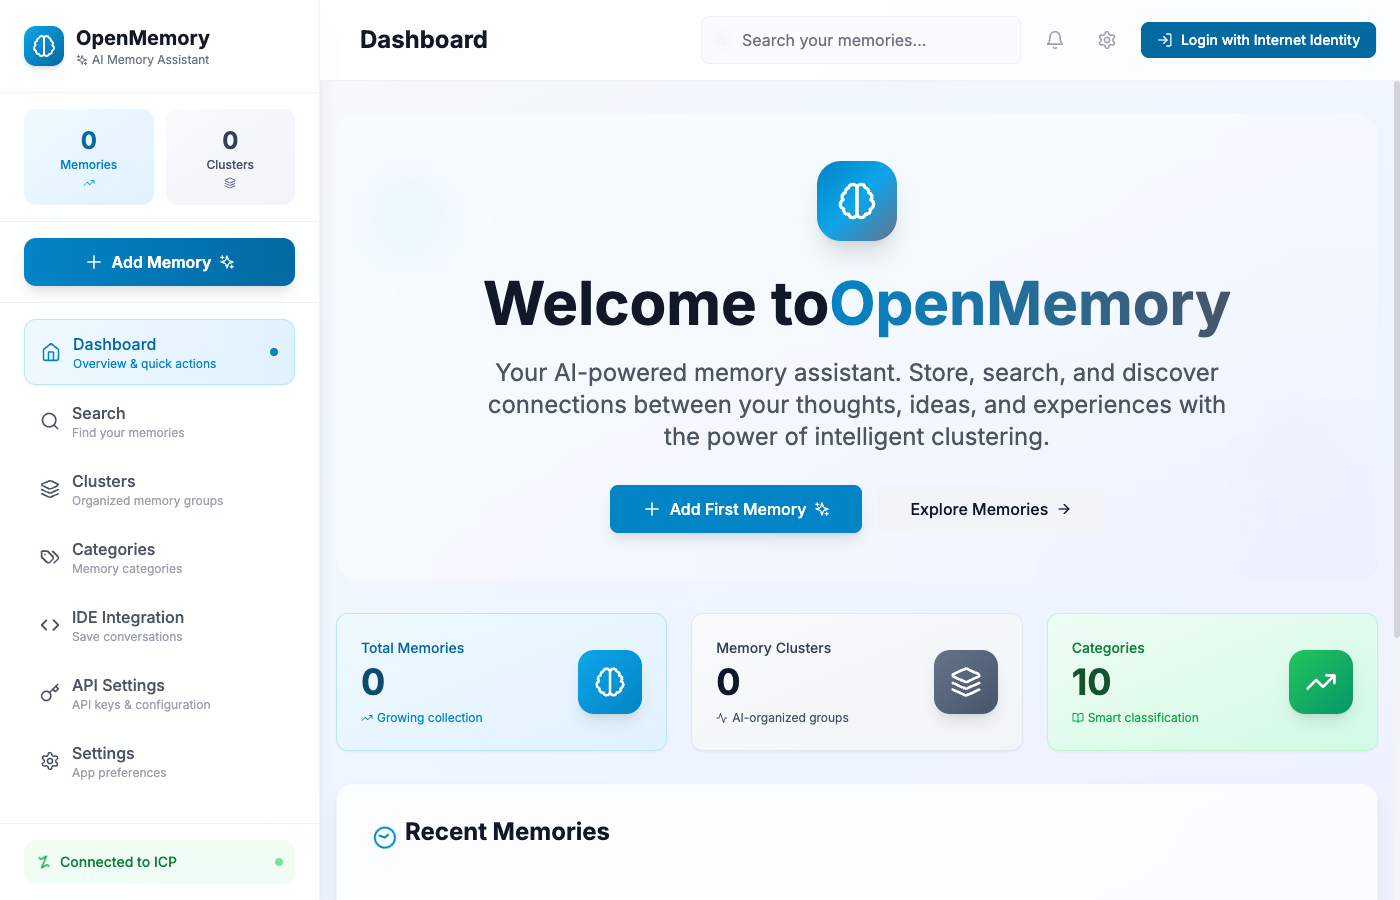 OpenMemory
AI Memory Assistant
0
Memories
0
Clusters
Add Memory
Dashboard
Overview & quick actions
Search
Find your memories
Clusters
Organized memory groups
Categories
Memory categories
IDE Integration
Save conversations
API Settings
API keys & configuration
Settings
App preferences
Connected to ICP
Dashboard
Search your memories...
Login with Internet Identity
Welcome toOpenMemory
Your AI-powered memory assistant. Store, search, and discover
connections between your thoughts, ideas, and experiences with
the power of intelligent clustering.
Add First Memory
Explore Memories
Total Memories
0
Growing collection
Memory Clusters
0
AI-organized groups
Categories
10
Smart classification
Recent Memories